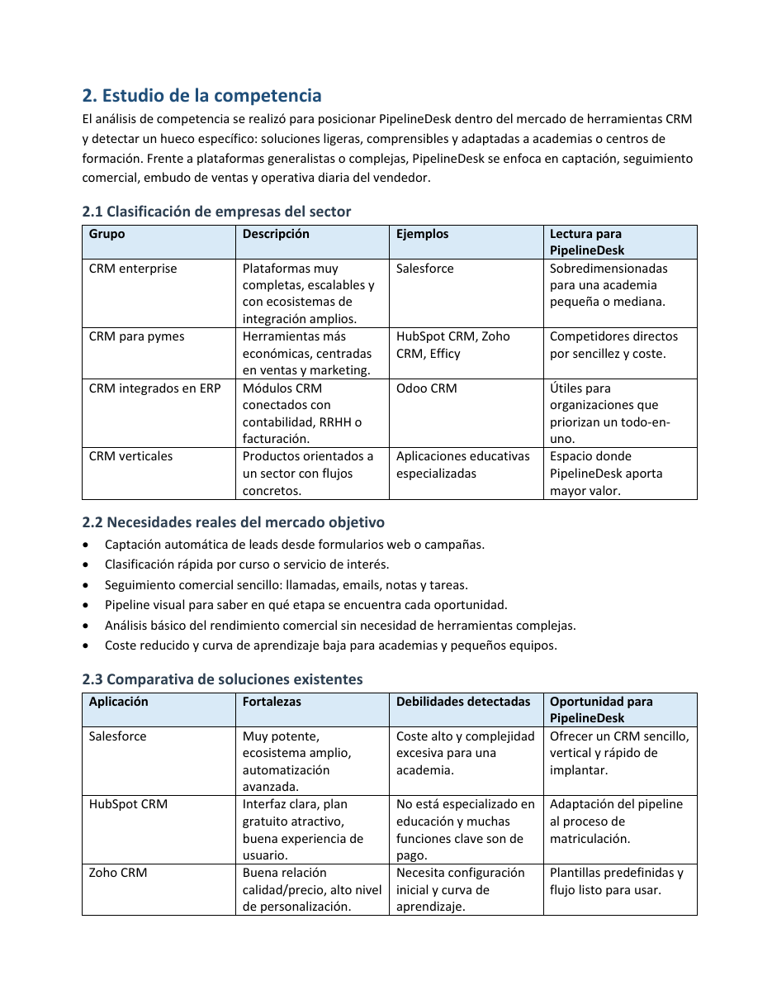 2. Estudio de la competencia
El análisis de competencia se realizó para posicionar PipelineDesk dentro del mercado de herramientas CRM
y detectar un hueco específico: soluciones ligeras, comprensibles y adaptadas a academias o centros de
formación. Frente a plataformas generalistas o complejas, PipelineDesk se enfoca en captación, seguimiento
comercial, embudo de ventas y operativa diaria del vendedor.
2.1 Clasificación de empresas del sector
Grupo
Descripción
Ejemplos
Lectura para
PipelineDesk
CRM enterprise
Plataformas muy
completas, escalables y
con ecosistemas de
integración amplios.
Salesforce
Sobredimensionadas
para una academia
pequeña o mediana.
CRM para pymes
Herramientas más
económicas, centradas
en ventas y marketing.
HubSpot CRM, Zoho
CRM, Efficy
Competidores directos
por sencillez y coste.
CRM integrados en ERP
Módulos CRM
conectados con
contabilidad, RRHH o
facturación.
Odoo CRM
Útiles para
organizaciones que
priorizan un todo-en-
uno.
CRM verticales
Productos orientados a
un sector con flujos
concretos.
Aplicaciones educativas
especializadas
Espacio donde
PipelineDesk aporta
mayor valor.
2.2 Necesidades reales del mercado objetivo
• Captación automática de leads desde formularios web o campañas.
• Clasificación rápida por curso o servicio de interés.
• Seguimiento comercial sencillo: llamadas, emails, notas y tareas.
• Pipeline visual para saber en qué etapa se encuentra cada oportunidad.
• Análisis básico del rendimiento comercial sin necesidad de herramientas complejas.
• Coste reducido y curva de aprendizaje baja para academias y pequeños equipos.
2.3 Comparativa de soluciones existentes
Aplicación
Fortalezas
Debilidades detectadas
Oportunidad para
PipelineDesk
Salesforce
Muy potente,
ecosistema amplio,
automatización
avanzada.
Coste alto y complejidad
excesiva para una
academia.
Ofrecer un CRM sencillo,
vertical y rápido de
implantar.
HubSpot CRM
Interfaz clara, plan
gratuito atractivo,
buena experiencia de
usuario.
No está especializado en
educación y muchas
funciones clave son de
pago.
Adaptación del pipeline
al proceso de
matriculación.
Zoho CRM
Buena relación
calidad/precio, alto nivel
de personalización.
Necesita configuración
inicial y curva de
aprendizaje.
Plantillas predefinidas y
flujo listo para usar.